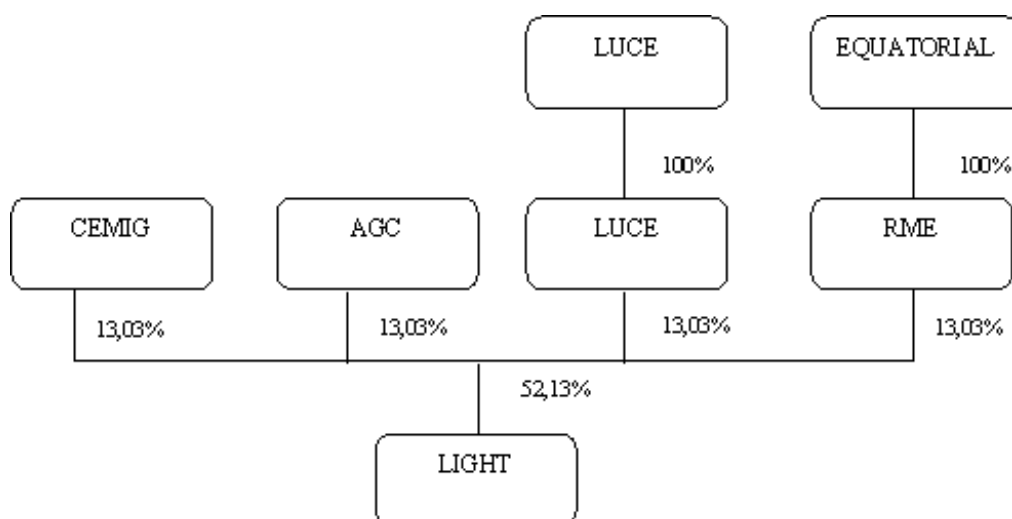 LUCE
EQUATORIAL
100%
100%
CEMIG
AGC
LUCE
RME
13,03%
13,03%
13,03%
13,03%
52,13%
LIGHT